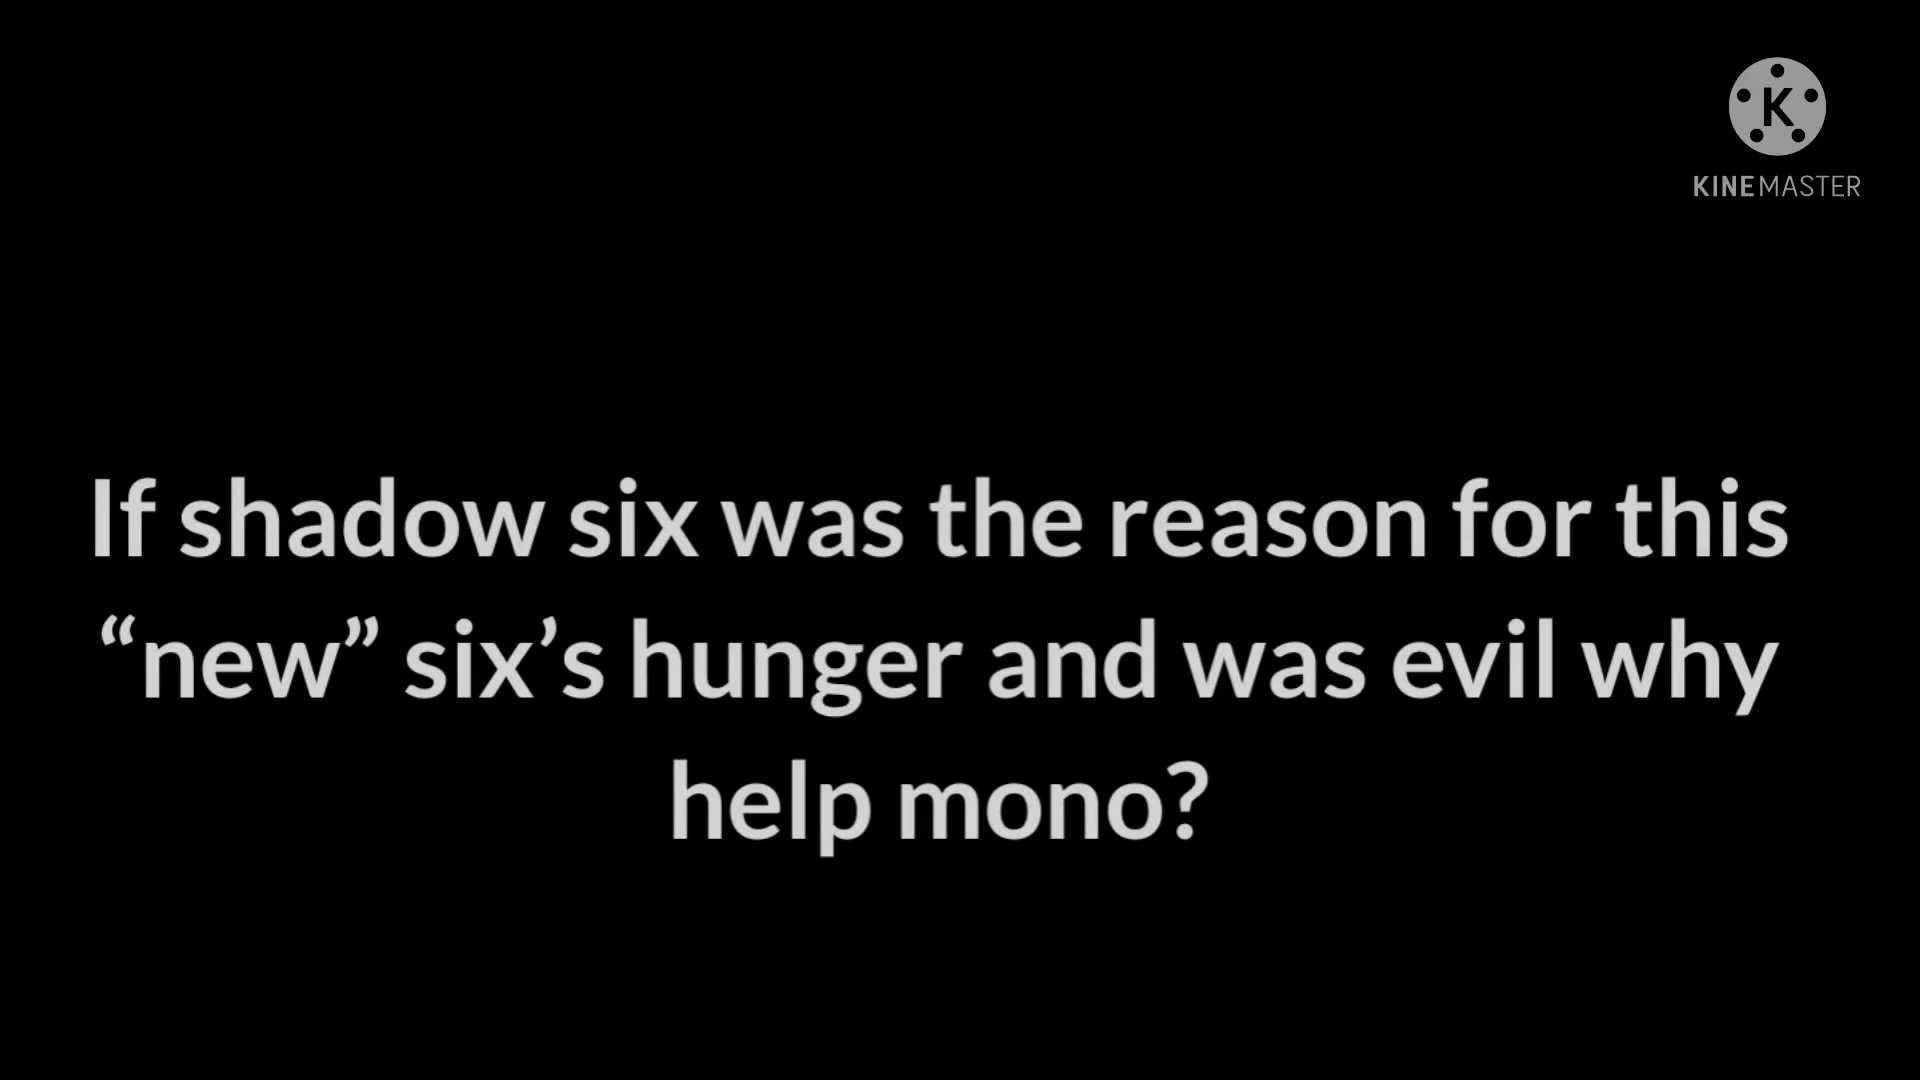 K
KINEMASTER
If shadow six was the reason for this
“new” six’s hunger and was evil why
help mono?